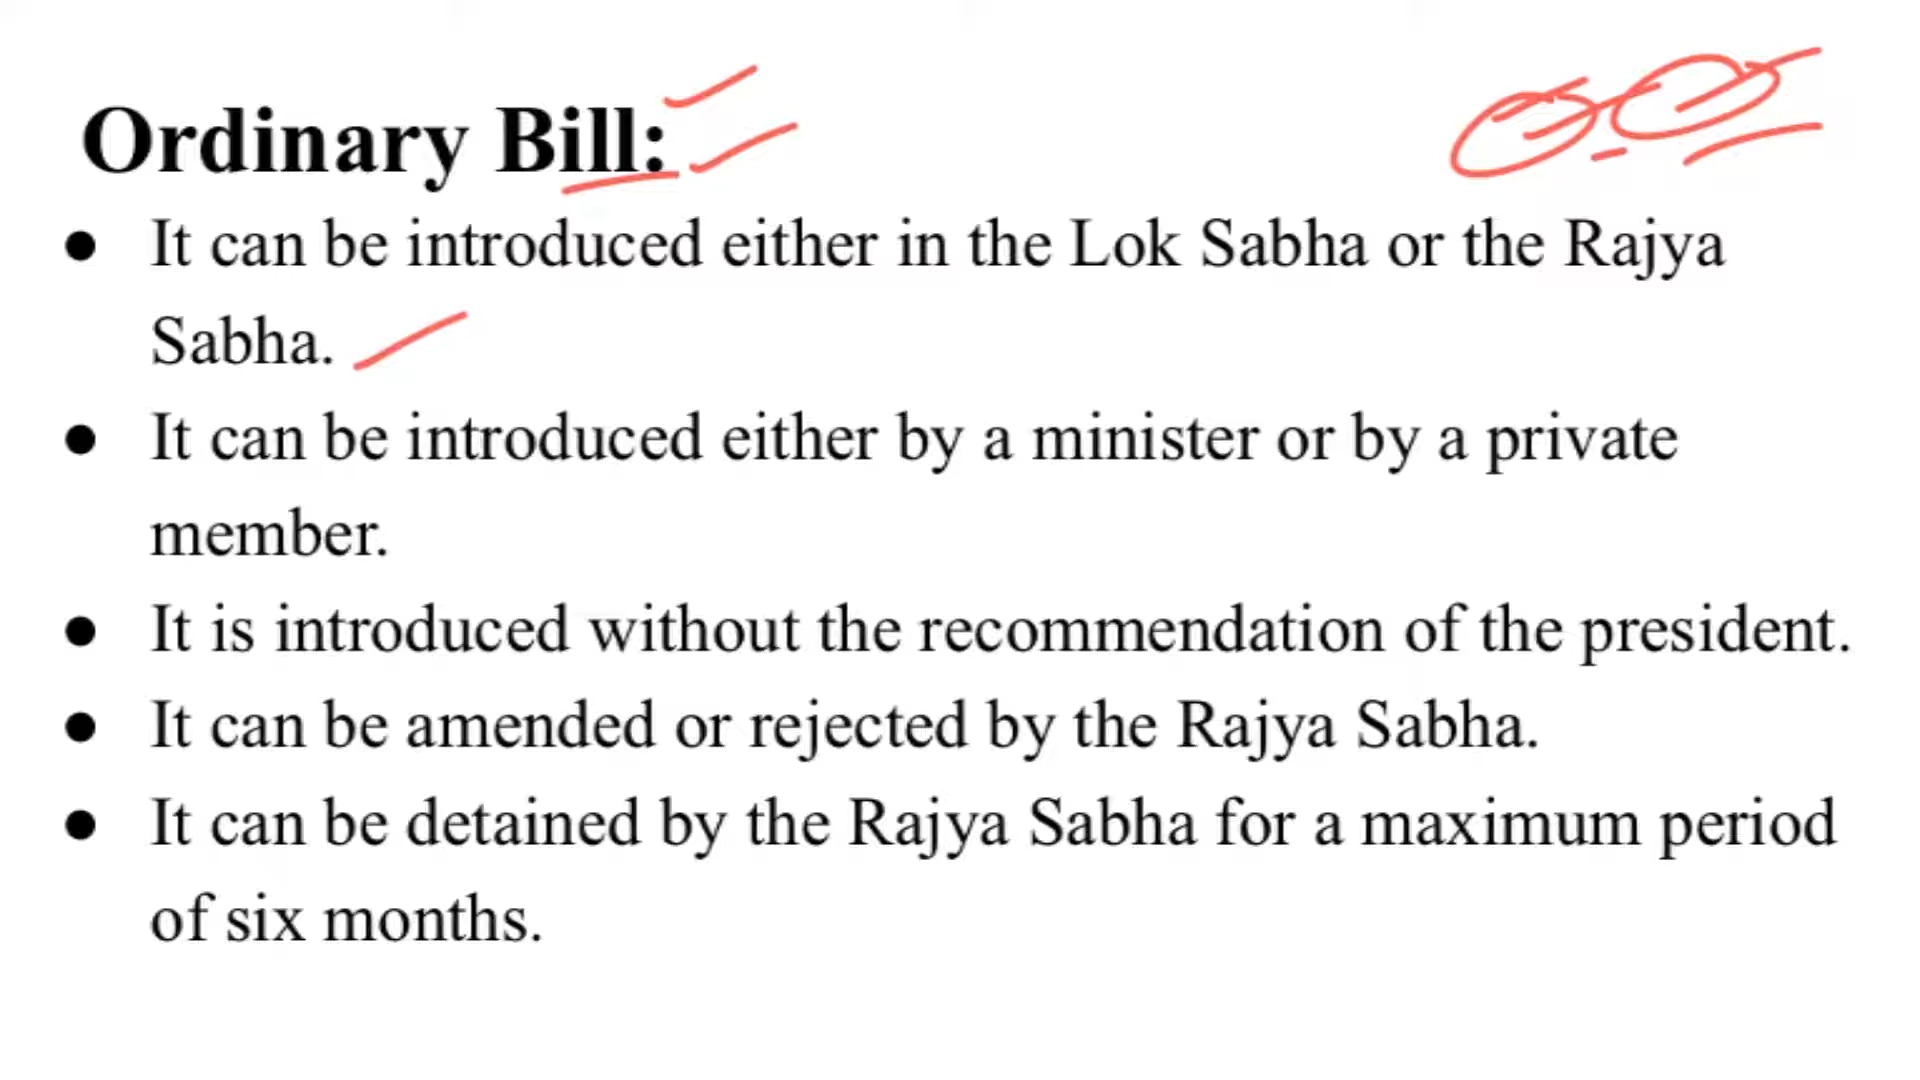 Ordinary Bill:
● It can be introduced either in the Lok Sabha or the Rajya
Sabha.
● It can be introduced either by a minister or by a private
member.
● It is introduced without the recommendation of the president.
● It can be amended or rejected by the Rajya Sabha.
● It can be detained by the Rajya Sabha for a maximum period
of six months.